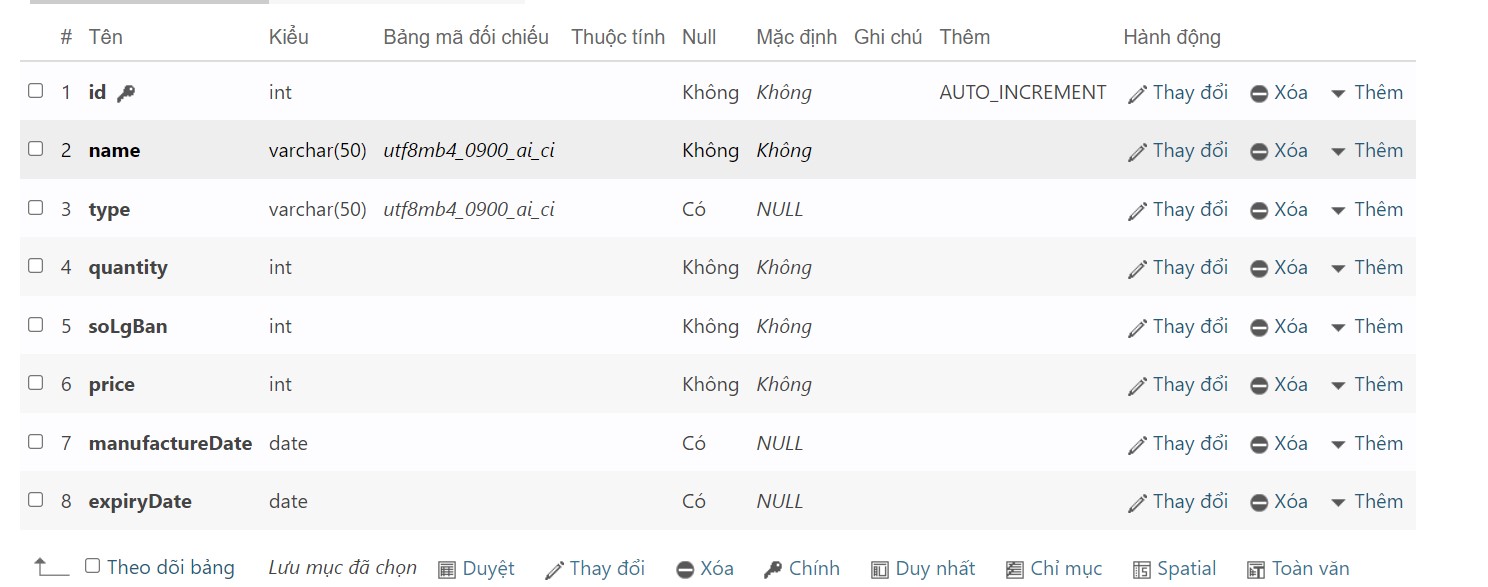 # Tên Kiểu Bảng mã đối chiếu Thuộc tính Null Mặc định Ghi chú Thêm Hành động
1 id int Không Không AUTO_INCREMENT Thay đổi Xóa Thêm
2 name varchar(50) utf8mb4_0900_ai_ci Không Không Thay đổi Xóa Thêm
3 type varchar(50) utf8mb4_0900_ai_ci Có NULL Thay đổi Xóa Thêm
4 quantity int Không Không Thay đổi Xóa Thêm
5 soLgBan int Không Không Thay đổi Xóa Thêm
6 price int Không Không Thay đổi Xóa Thêm
7 manufactureDate date Có NULL Thay đổi Xóa Thêm
8 expiryDate date Có NULL Thay đổi Xóa Thêm
Theo dõi bảng Lưu mục đã chọn Duyệt Thay đổi Xóa Chính Duy nhất Chỉ mục Spatial Toàn văn